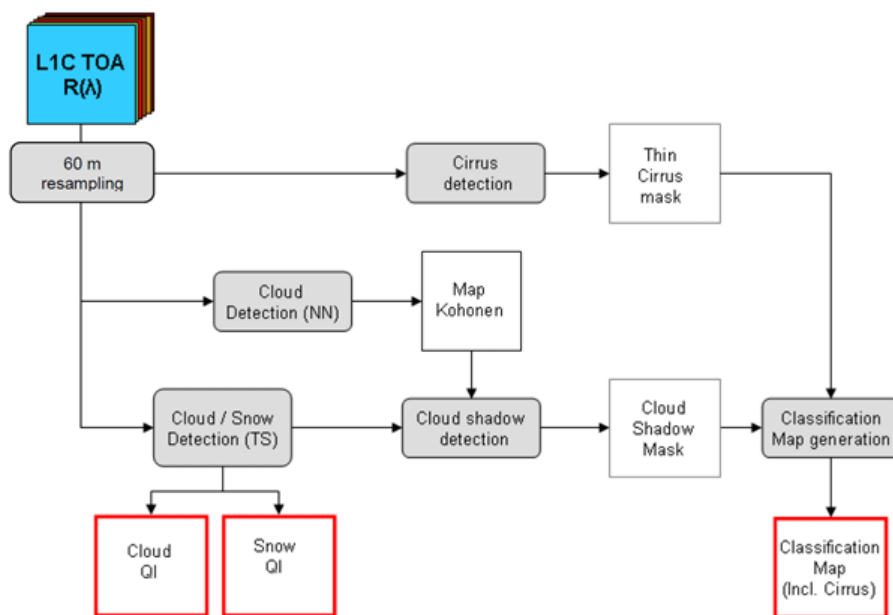 L1C TOA
R(λ)
60 m
resampling
Cirrus
detection
Thin
Cirrus
mask
Cloud
Detection (NN)
Map
Kohonen
Cloud / Snow
Detection (TS)
Cloud shadow
detection
Cloud
Shadow
Mask
Classification
Map generation
Cloud
QI
Snow
QI
Classification
Map
(Incl. Cirrus)